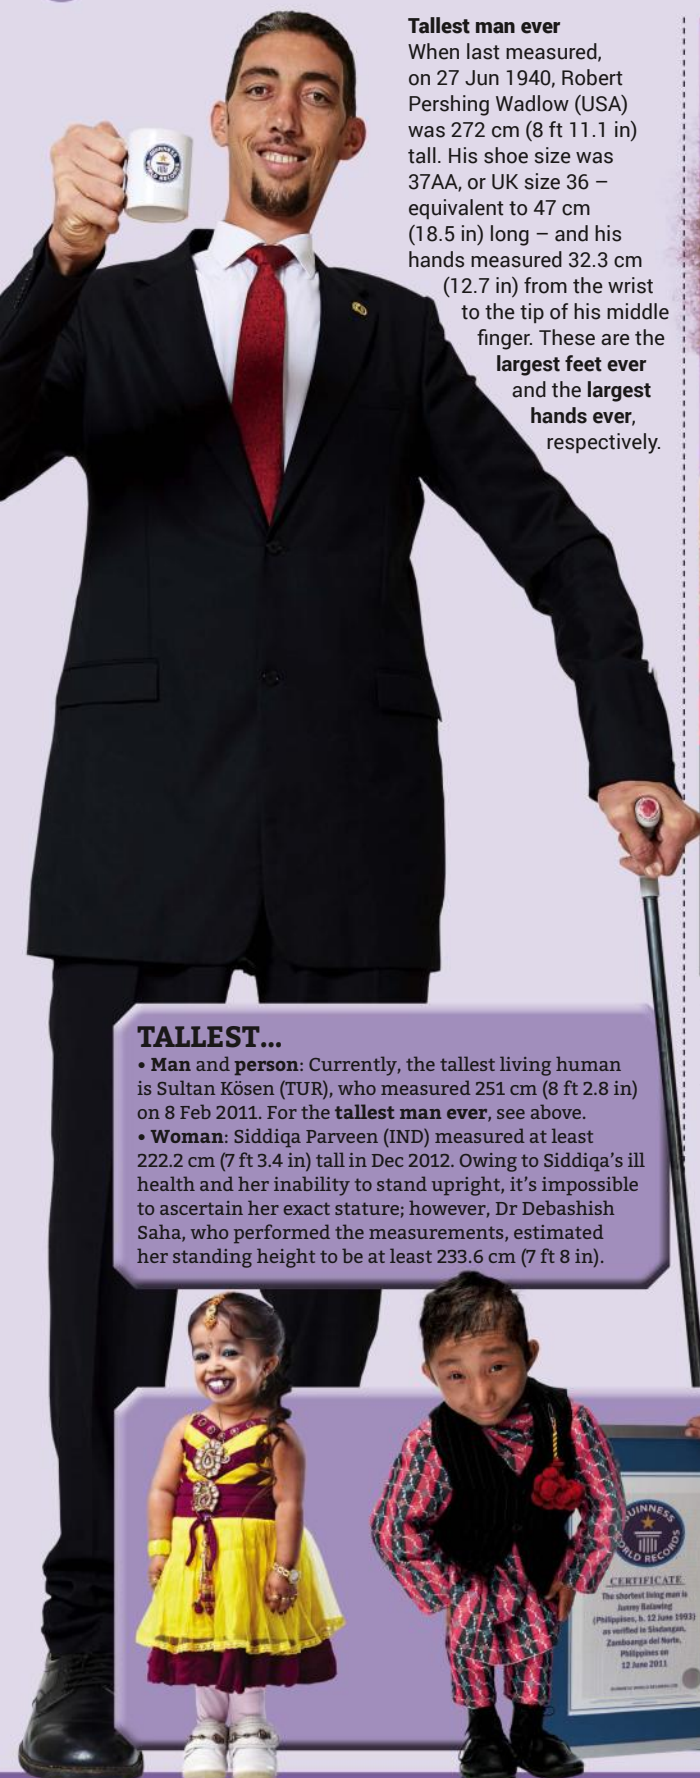 Tallest man ever
When last measured,
on 27 Jun 1940, Robert
Pershing Wadlow (USA)
was 272 cm (8 ft 11.1 in)
tall. His shoe size was
37AA, or UK size 36 –
equivalent to 47 cm
(18.5 in) long – and his
hands measured 32.3 cm
(12.7 in) from the wrist
to the tip of his middle
finger. These are the
largest feet ever
and the largest
hands ever,
respectively.
GUINNESS
WORLD RECORDS
TALLEST...
• Man and person: Currently, the tallest living human
is Sultan Kösen (TUR), who measured 251 cm (8 ft 2.8 in)
on 8 Feb 2011. For the tallest man ever, see above.
• Woman: Siddiqa Parveen (IND) measured at least
222.2 cm (7 ft 3.4 in) tall in Dec 2012. Owing to Siddiqa's ill
health and her inability to stand upright, it's impossible
to ascertain her exact stature; however, Dr Debashish
Saha, who performed the measurements, estimated
her standing height to be at least 233.6 cm (7 ft 8 in).
GUINNESS
WORLD RECORDS
CERTIFICATE
The shortest living man is
Junrey Balawing
(Philippines, b. 12 June 1993)
as verified in Sindangan,
Zamboanga del Norte,
Philippines on
12 June 2011